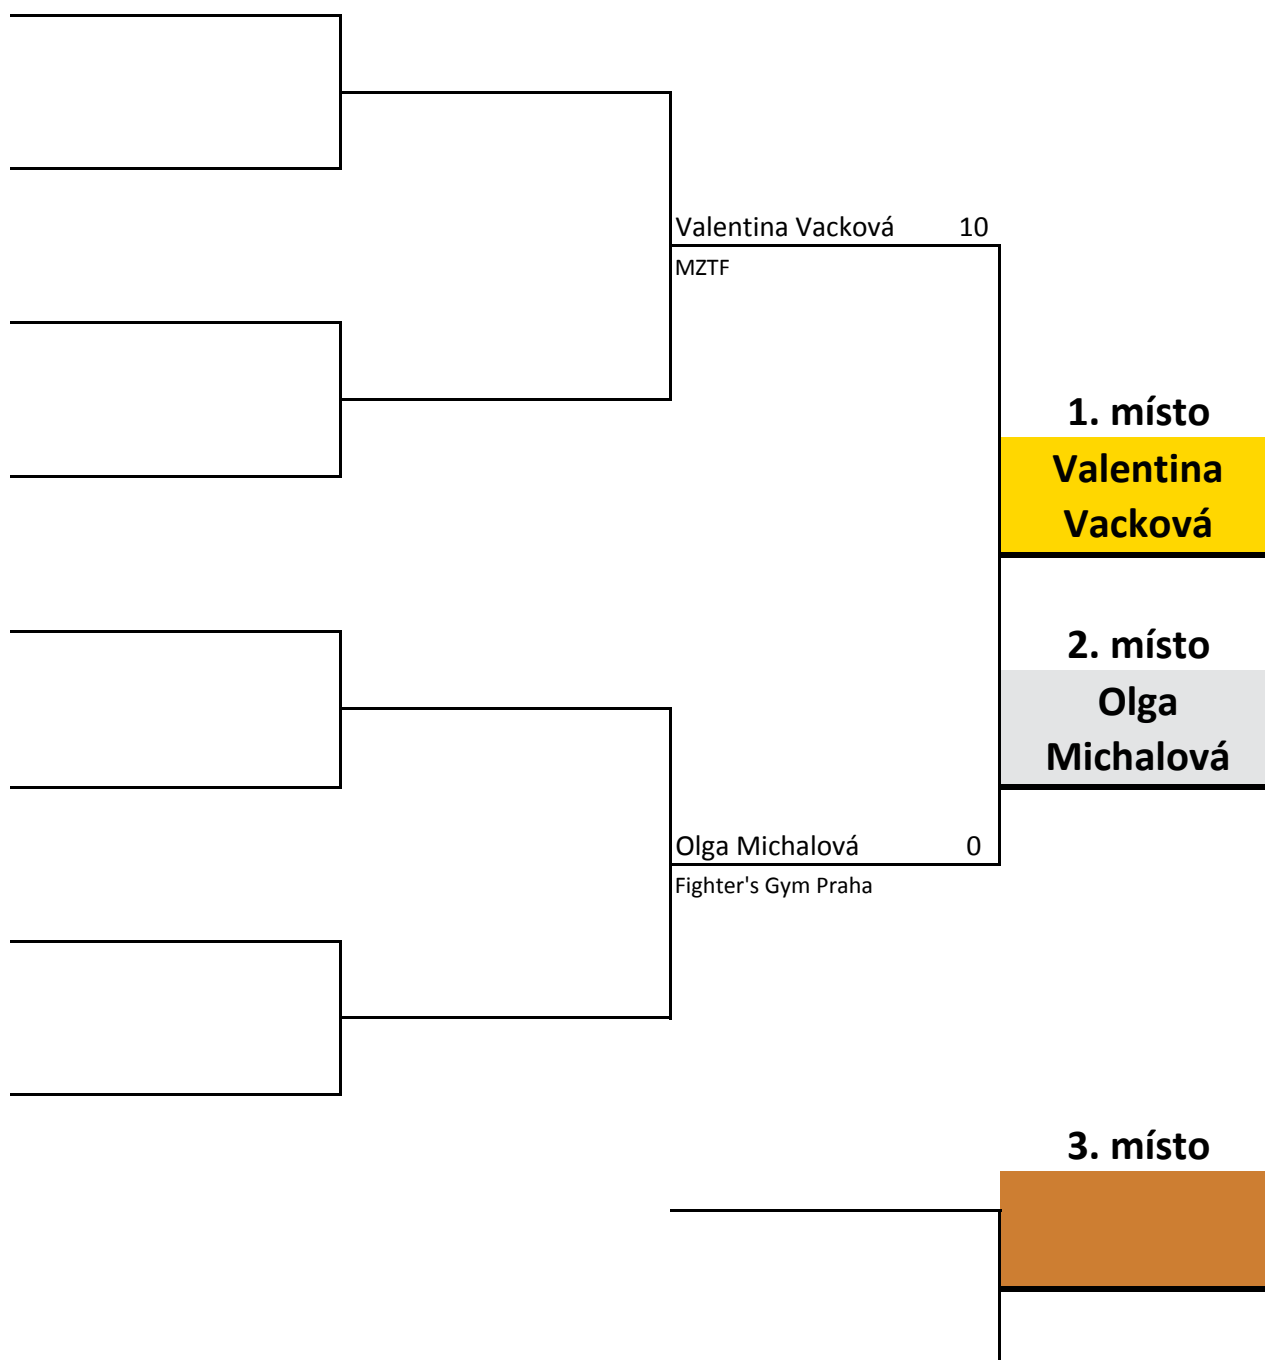 Valentina Vacková 10
MZTF
1. místo
Valentina
Vacková
2. místo
Olga
Michalová
Olga Michalová 0
Fighter's Gym Praha
3. místo